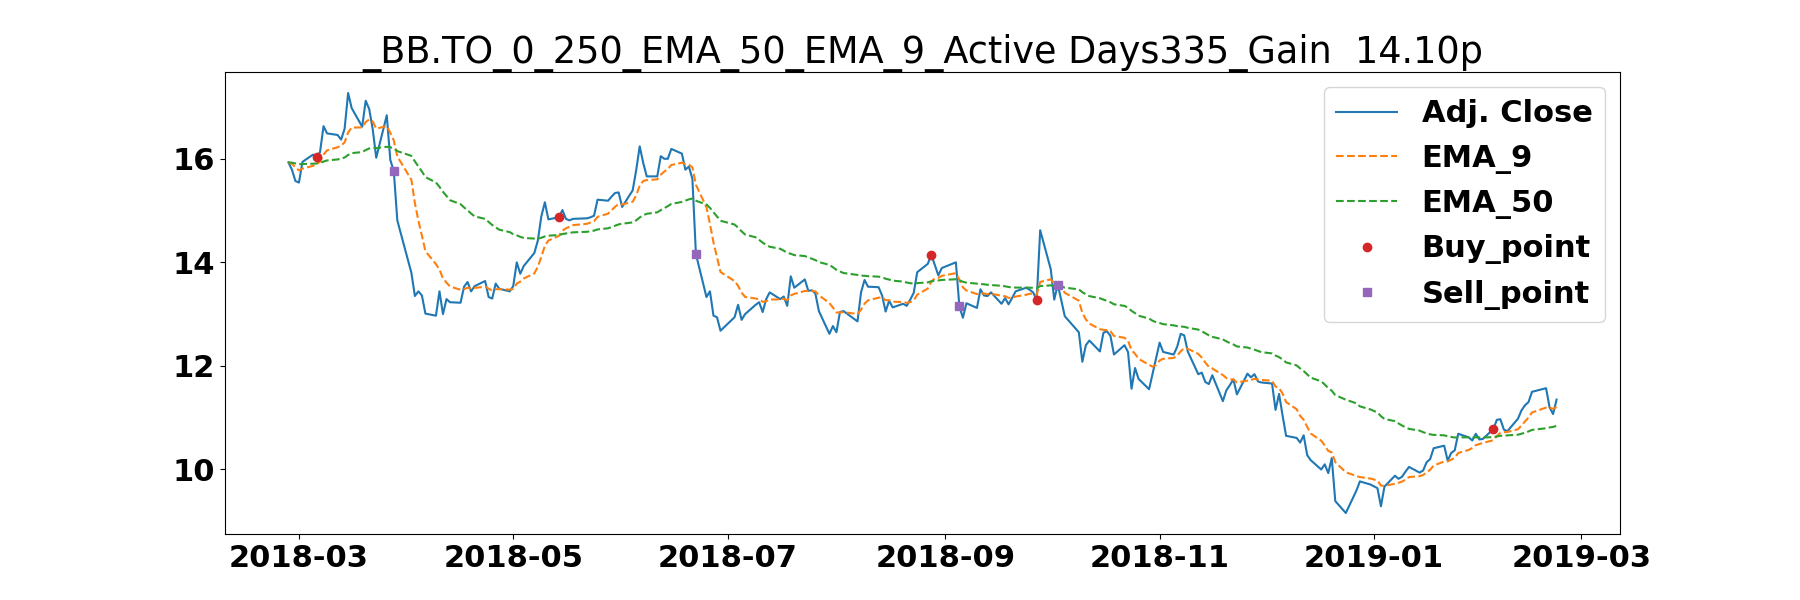 _BB.TO_0_250_EMA_50_EMA_9_Active Days335_Gain  14.10p
Adj. Close
EMA_9
EMA_50
Buy_point
Sell_point
16
14
12
10
2018-03 2018-05 2018-07 2018-09 2018-11 2019-01 2019-03